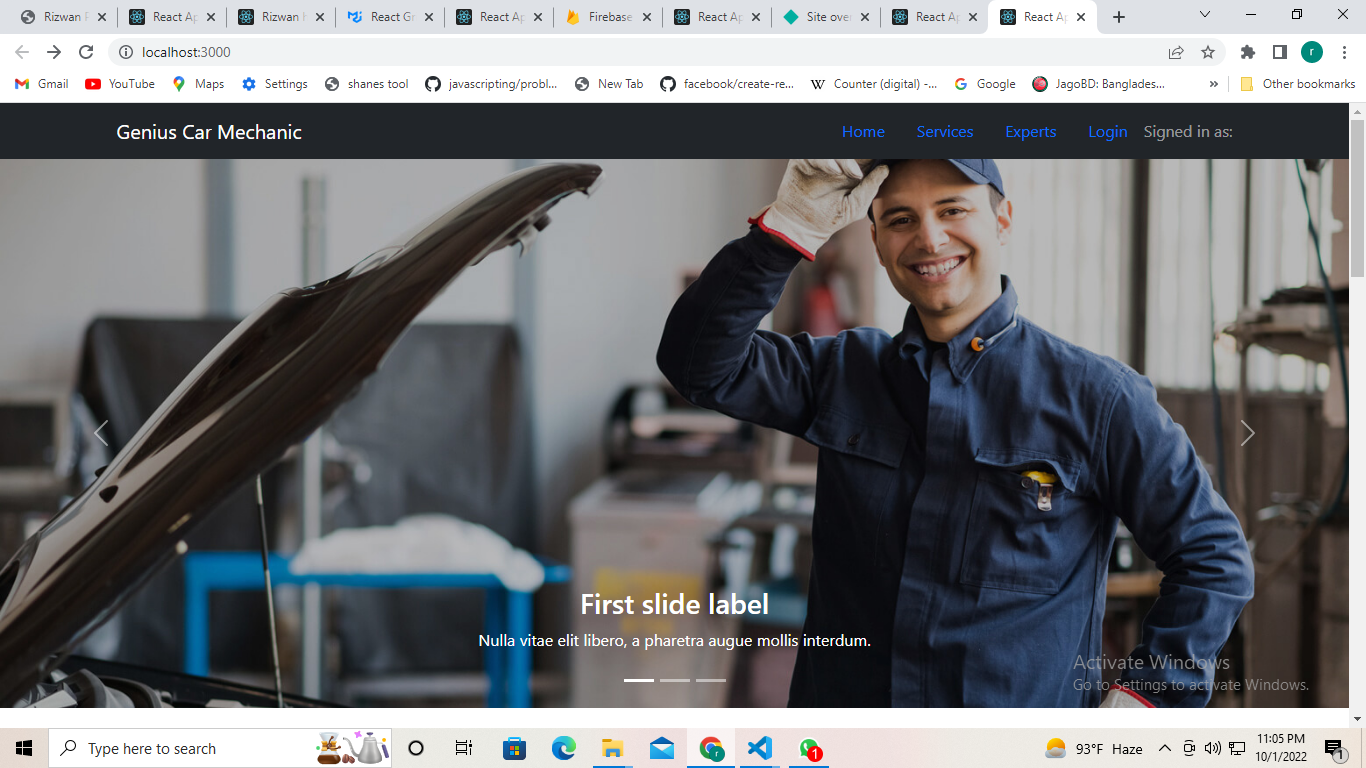 Rizwan R
React Ap
Rizwan h
React Gr
React Ap
Firebase
React Ap
Site over
React Ap
React Ap
localhost:3000
r
Gmail
YouTube
Maps
Settings
shanes tool
javascripting/probl...
New Tab
facebook/create-re...
Counter (digital) -...
Google
JagoBD: Banglades...
»
Other bookmarks
Genius Car Mechanic
Home
Services
Experts
Login
Signed in as:
First slide label
Nulla vitae elit libero, a pharetra augue mollis interdum.
Activate Windows
Go to Settings to activate Windows.
Type here to search
r
1
93°F Haze
11:05 PM
10/1/2022
1